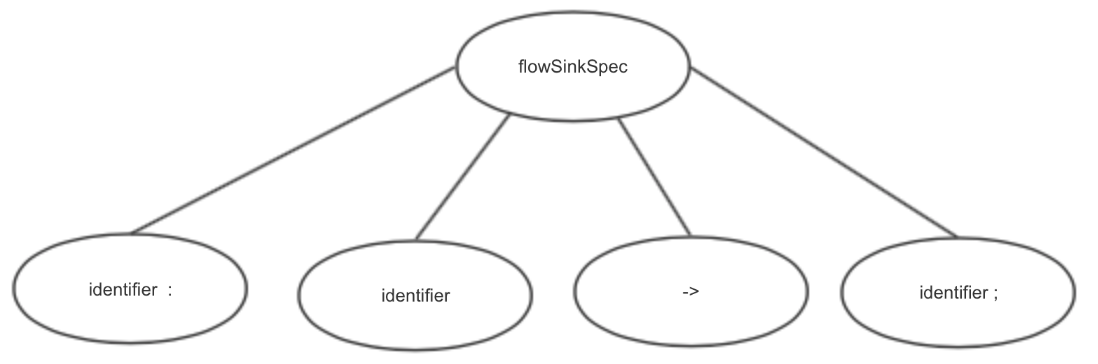 flowSinkSpec
identifier :
identifier
->
identifier ;